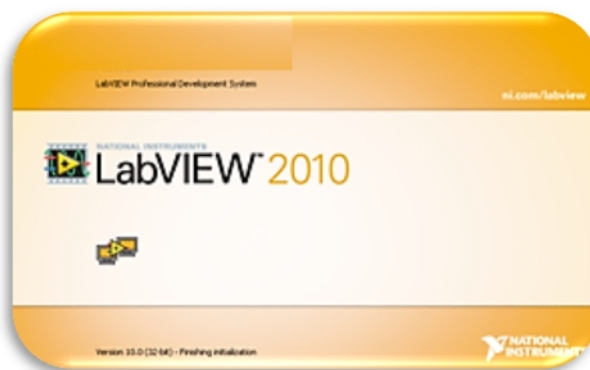 LabVIEW Professional Development System
ni.com/labview
NATIONAL INSTRUMENTS
LabVIEW™ 2010
Version 10.0 (32-bit) - Finishing initialization
NATIONAL
INSTRUMENTS